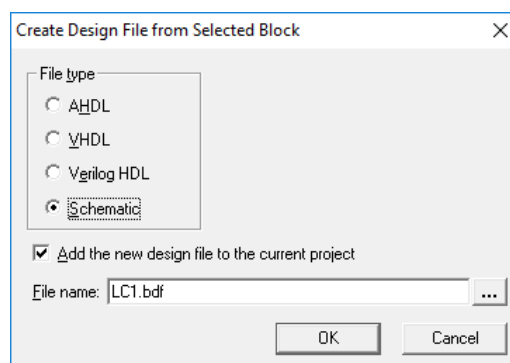 Create Design File from Selected Block
File type
AHDL
VHDL
Verilog HDL
Schematic
Add the new design file to the current project
File name: LC1.bdf ...
OK Cancel